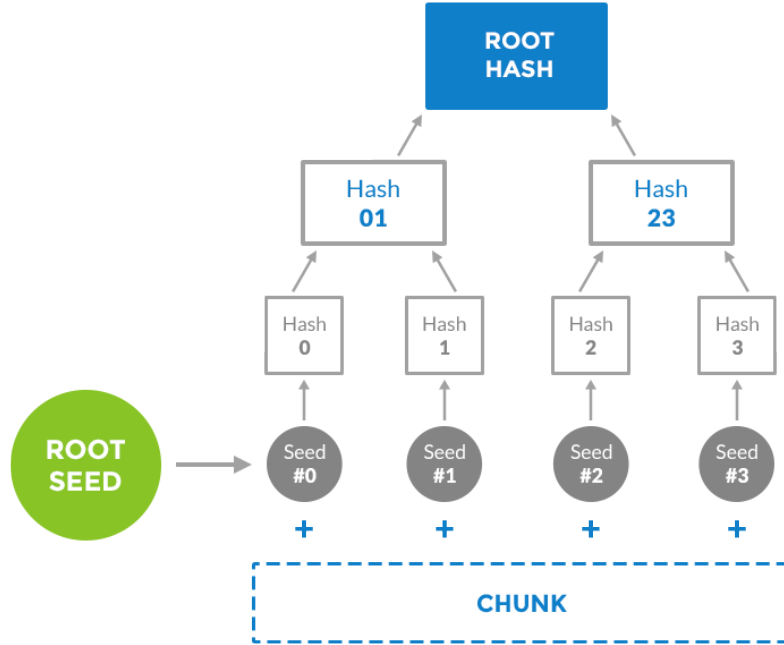 ROOT
HASH
Hash
01
Hash
23
Hash
0
Hash
1
Hash
2
Hash
3
ROOT
SEED
Seed
#0
Seed
#1
Seed
#2
Seed
#3
+ + + +
CHUNK